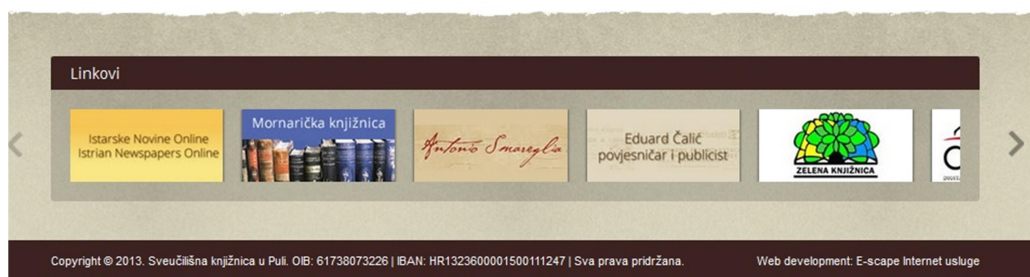 Linkovi
Istarske Novine Online
Istrian Newspapers Online
Mornarička knjižnica
Antonio Smareglia
Eduard Čalić
povjesničar i publicist
ZELENA KNJIŽNICA
Copyright © 2013. Sveučilišna knjižnica u Puli. OIB: 61738073226 | IBAN: HR1323600001500111247 | Sva prava pridržana.
Web development: E-scape Internet usluge